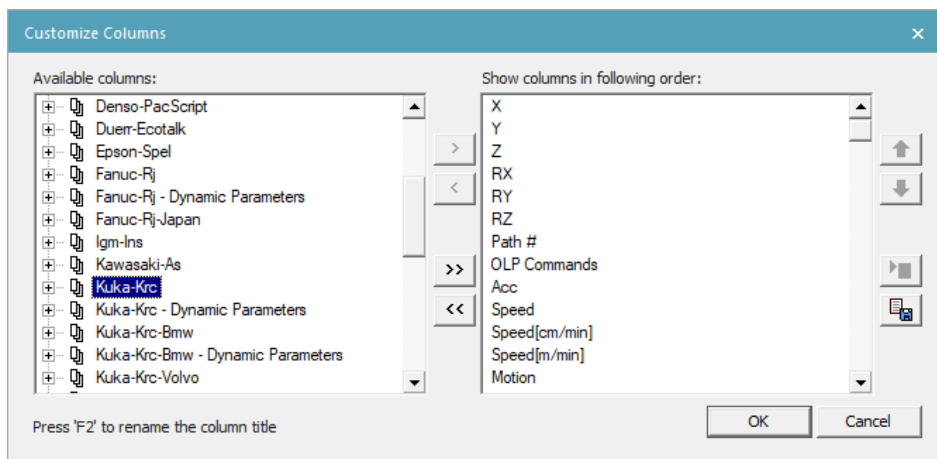 Customize Columns
Available columns:
Denso-PacScript
Duerr-Ecotalk
Epson-Spel
Fanuc-Rj
Fanuc-Rj - Dynamic Parameters
Fanuc-Rj-Japan
Igm-Ins
Kawasaki-As
Kuka-Krc
Kuka-Krc - Dynamic Parameters
Kuka-Krc-Bmw
Kuka-Krc-Bmw - Dynamic Parameters
Kuka-Krc-Volvo
>
<
>>
<<
Show columns in following order:
X
Y
Z
RX
RY
RZ
Path #
OLP Commands
Acc
Speed
Speed[cm/min]
Speed[m/min]
Motion
Press 'F2' to rename the column title
OK
Cancel